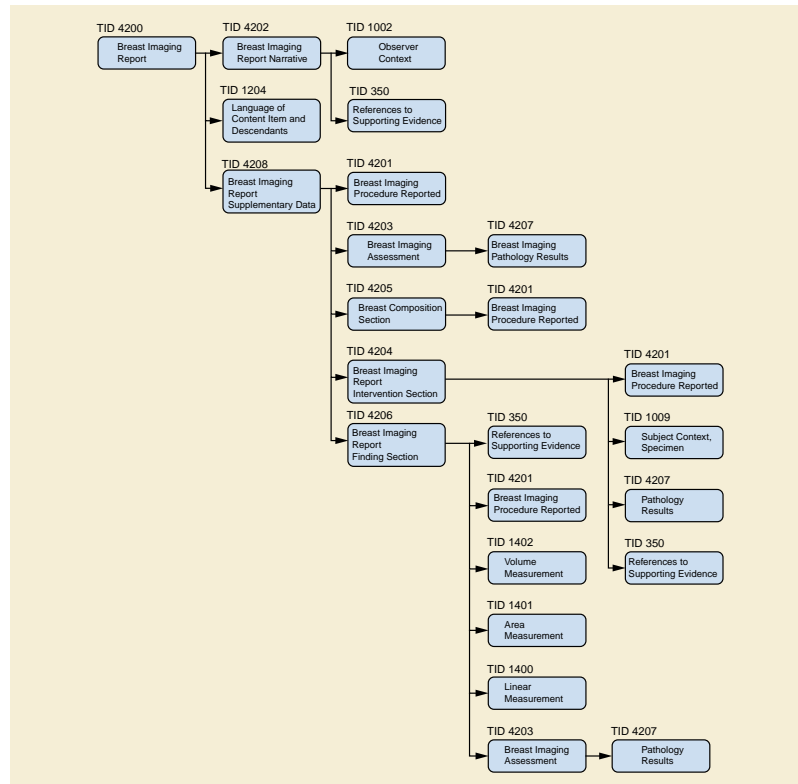 TID 4200
Breast Imaging
Report
TID 4202
Breast Imaging
Report Narrative
TID 1002
Observer
Context
TID 350
References to
Supporting Evidence
TID 1204
Language of
Content Item and
Descendants
TID 4208
Breast Imaging
Report
Supplementary Data
TID 4201
Breast Imaging
Procedure Reported
TID 4203
Breast Imaging
Assessment
TID 4207
Breast Imaging
Pathology Results
TID 4205
Breast Composition
Section
TID 4201
Breast Imaging
Procedure Reported
TID 4204
Breast Imaging
Report
Intervention Section
TID 4201
Breast Imaging
Procedure Reported
TID 1009
Subject Context,
Specimen
TID 4207
Pathology
Results
TID 350
References to
Supporting Evidence
TID 4206
Breast Imaging
Report
Finding Section
TID 350
References to
Supporting Evidence
TID 4201
Breast Imaging
Procedure Reported
TID 1402
Volume
Measurement
TID 1401
Area
Measurement
TID 1400
Linear
Measurement
TID 4203
Breast Imaging
Assessment
TID 4207
Pathology
Results